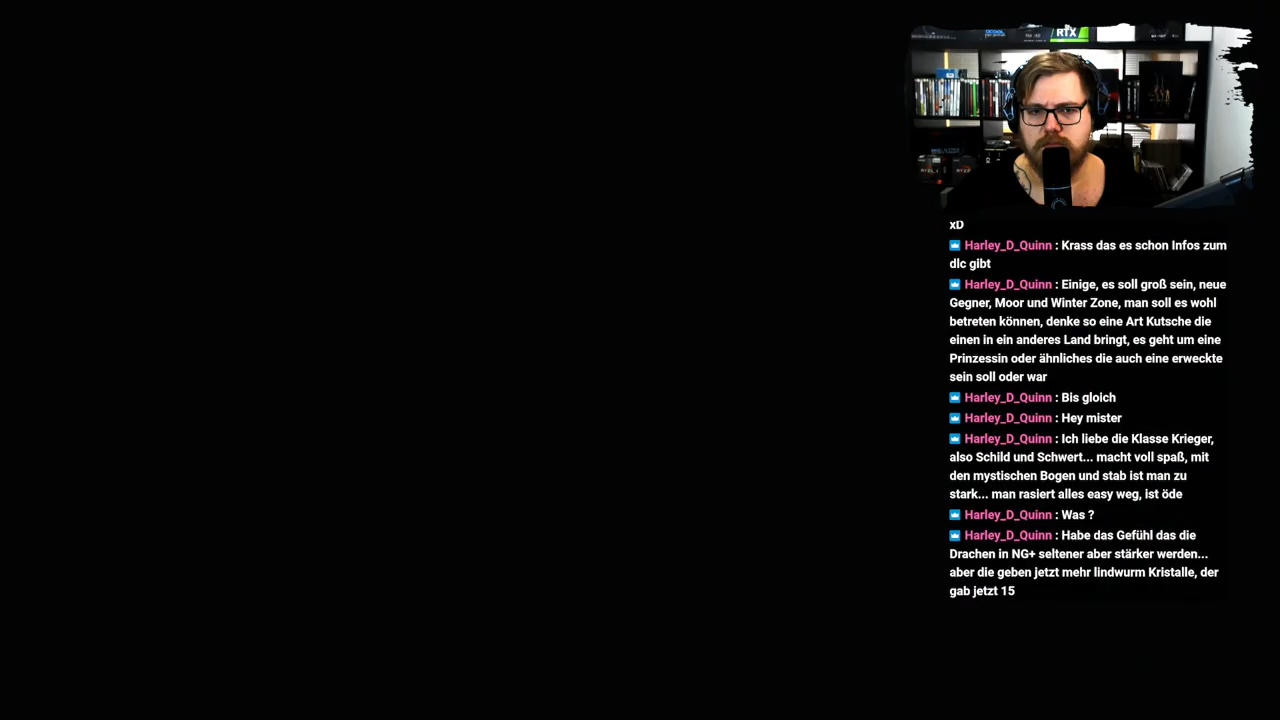 RTX
xD
Harley_D_Quinn : Krass das es schon Infos zum
dlc gibt
Harley_D_Quinn : Einige, es soll groß sein, neue
Gegner, Moor und Winter Zone, man soll es wohl
betreten können, denke so eine Art Kutsche die
einen in ein anderes Land bringt, es geht um eine
Prinzessin oder ähnliches die auch eine erweckte
sein soll oder war
Harley_D_Quinn : Bis gloich
Harley_D_Quinn : Hey mister
Harley_D_Quinn : Ich liebe die Klasse Krieger,
also Schild und Schwert... macht voll spaß, mit
den mystischen Bogen und stab ist man zu
stark... man rasiert alles easy weg, ist öde
Harley_D_Quinn : Was ?
Harley_D_Quinn : Habe das Gefühl das die
Drachen in NG+ seltener aber stärker werden...
aber die geben jetzt mehr lindwurm Kristalle, der
gab jetzt 15